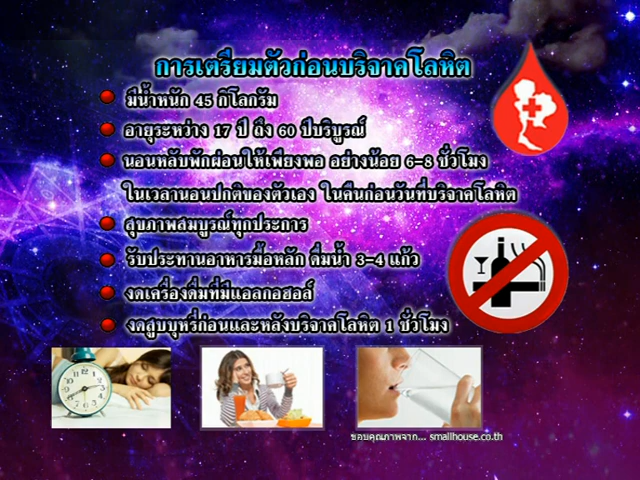 การเตรียมตัวก่อนบริจาคโลหิต
มีน้ำหนัก 45 กิโลกรัม
อายุระหว่าง 17 ปี ถึง 60 ปีบริบูรณ์
นอนหลับพักผ่อนให้เพียงพอ อย่างน้อย 6-8 ชั่วโมง
ในเวลานอนปกติของตัวเอง ในคืนก่อนวันที่บริจาคโลหิต
สุขภาพสมบูรณ์ทุกประการ
รับประทานอาหารมื้อหลัก ดื่มน้ำ 3-4 แก้ว
งดเครื่องดื่มที่มีแอลกอฮอล์
งดสูบบุหรี่ก่อนและหลังบริจาคโลหิต 1 ชั่วโมง
ขอบคุณภาพจาก... smallhouse.co.th